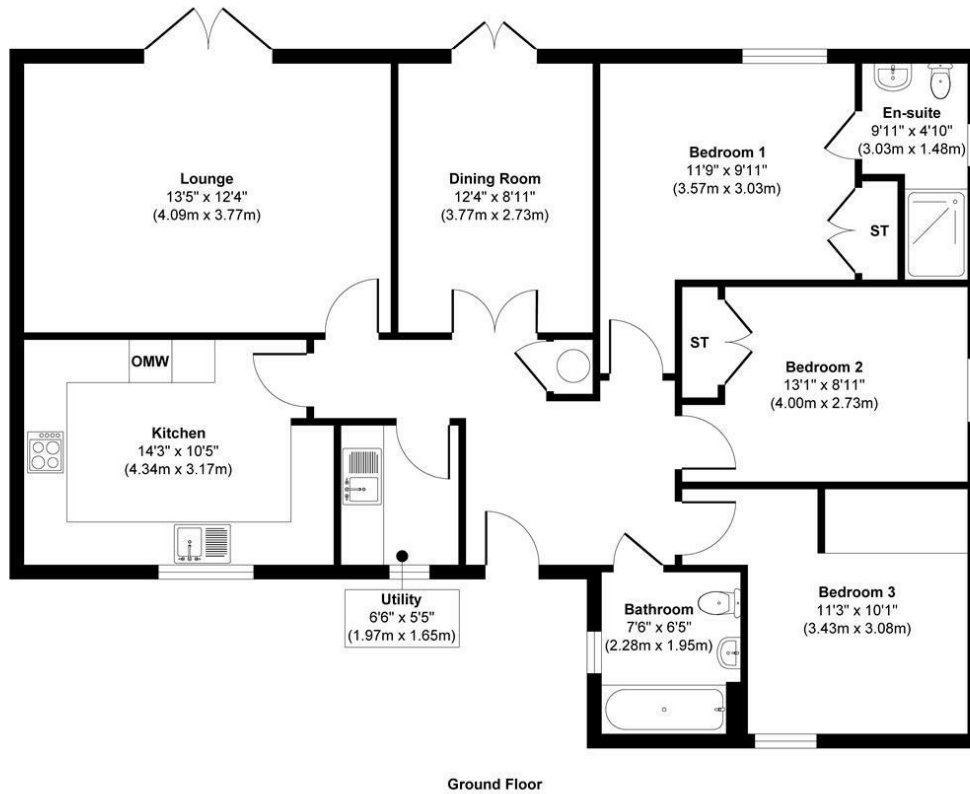 Lounge
13'5" x 12'4"
(4.09m x 3.77m)
Dining Room
12'4" x 8'11"
(3.77m x 2.73m)
Bedroom 1
11'9" x 9'11"
(3.57m x 3.03m)
En-suite
9'11" x 4'10"
(3.03m x 1.48m)
ST
ST
Bedroom 2
13'1" x 8'11"
(4.00m x 2.73m)
OMW
Kitchen
14'3" x 10'5"
(4.34m x 3.17m)
Utility
6'6" x 5'5"
(1.97m x 1.65m)
Bathroom
7'6" x 6'5"
(2.28m x 1.95m)
Bedroom 3
11'3" x 10'1"
(3.43m x 3.08m)
Ground Floor